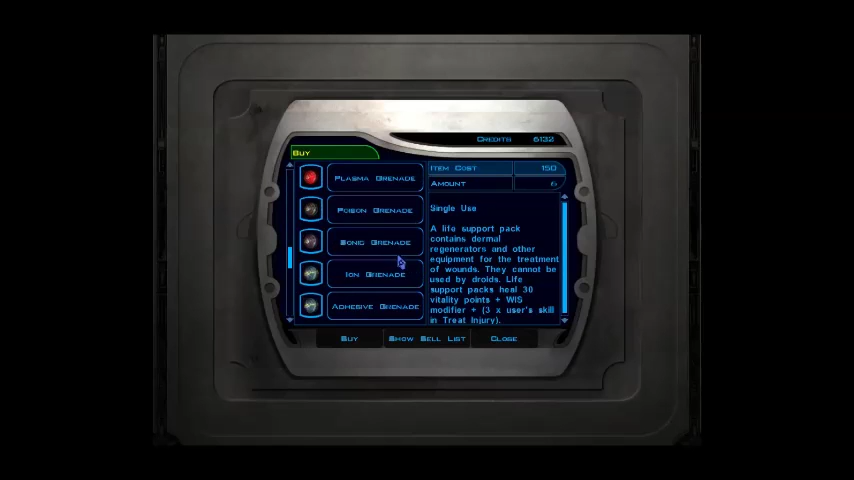 Credits 6132
Buy
Item Cost 150
Amount 6
Plasma Grenade
Poison Grenade
Sonic Grenade
Ion Grenade
Adhesive Grenade
Single Use
A life support pack
contains dermal
regenerators and other
equipment for the treatment
of wounds. They cannot be
used by droids. Life
support packs heal 30
vitality points + WIS
modifier + (3 x user's skill
in Treat Injury).
Buy
Show Sell List
Close